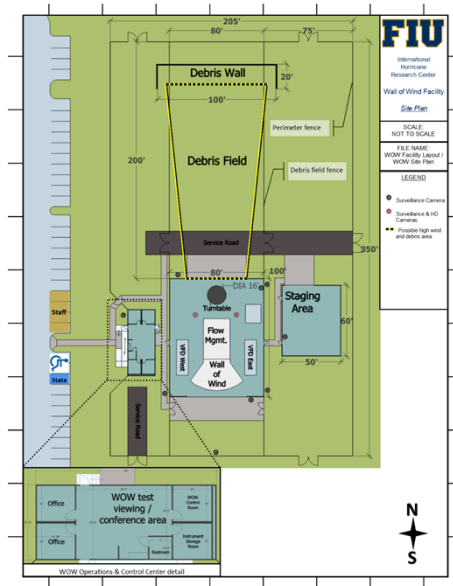 205'
80'
75'
Debris Wall
20'
100'
Perimeter fence
200'
Debris Field
Debris field fence
Service Road
350'
80'
100'
DIA 16'
Turntable
Staging
Area
60'
50'
Flow
Mgmt.
VFD West
VFD East
Wall
of
Wind
Staff
State
Service Road
FIU
International
Hurricane
Research Center
Wall of Wind Facility
Site Plan
SCALE:
NOT TO SCALE
FILE NAME:
WOW Facility Layout /
WOW Site Plan
LEGEND
Surveillance Camera
Surveillance & HD
Cameras
Possible high wind
and debris area
Office
Office
WOW test
viewing /
conference area
WOW
Control
Room
Instrument
Storage
Room
Restroom
WOW Operations & Control Center detail
N
S